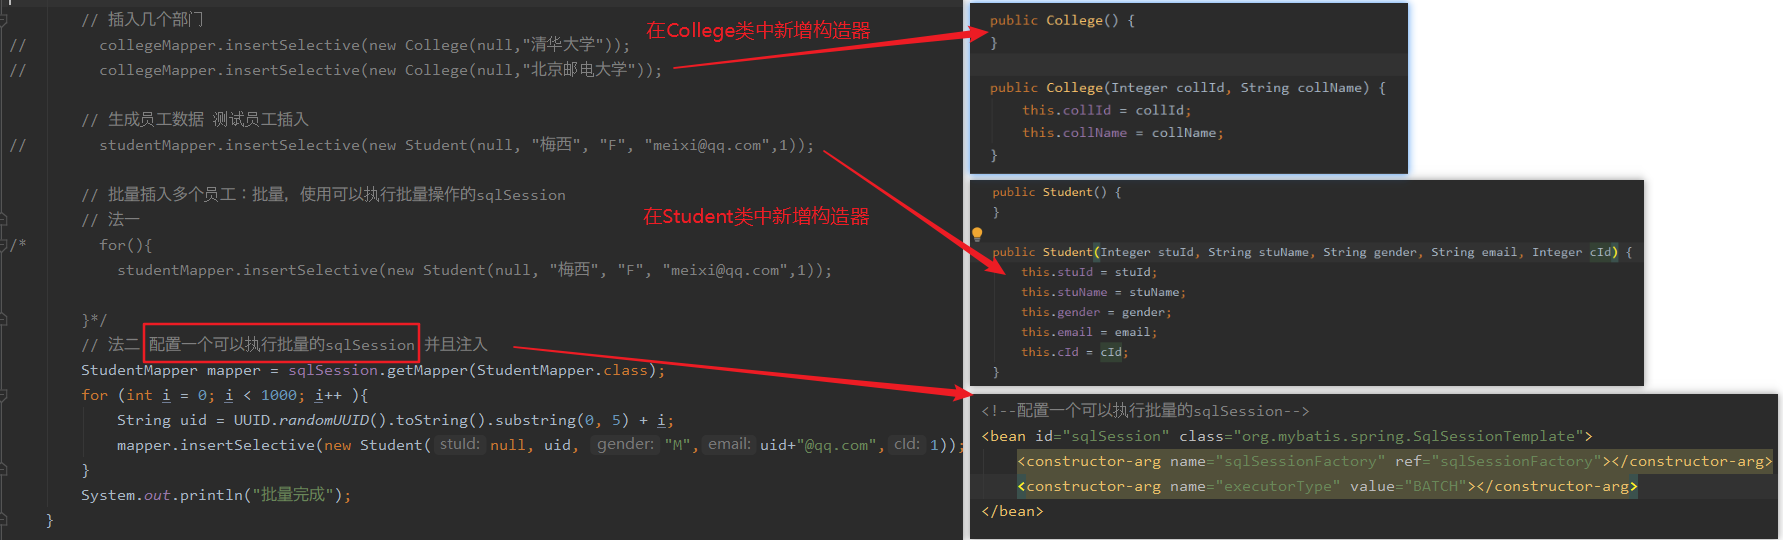 // 插入几个部门
// collegeMapper.insertSelective(new College(null,"清华大学"));
// collegeMapper.insertSelective(new College(null,"北京邮电大学"));
// 生成员工数据 测试员工插入
// studentMapper.insertSelective(new Student(null, "梅西", "F", "meixi@qq.com",1));
// 批量插入多个员工：批量，使用可以执行批量操作的sqlSession
// 法一
/* for(){
studentMapper.insertSelective(new Student(null, "梅西", "F", "meixi@qq.com",1));
}*/
// 法二 配置一个可以执行批量的sqlSession 并且注入
StudentMapper mapper = sqlSession.getMapper(StudentMapper.class);
for (int i = 0; i < 1000; i++ ){
String uid = UUID.randomUUID().toString().substring(0, 5) + i;
mapper.insertSelective(new Student( stuId: null, uid, gender: "M", email: uid+"@qq.com", cId: 1));
}
System.out.println("批量完成");
}
在College类中新增构造器
在Student类中新增构造器
public College() {
}
public College(Integer collId, String collName) {
this.collId = collId;
this.collName = collName;
}
public Student() {
}
public Student(Integer stuId, String stuName, String gender, String email, Integer cId) {
this.stuId = stuId;
this.stuName = stuName;
this.gender = gender;
this.email = email;
this.cId = cId;
}
<!--配置一个可以执行批量的sqlSession-->
<bean id="sqlSession" class="org.mybatis.spring.SqlSessionTemplate">
<constructor-arg name="sqlSessionFactory" ref="sqlSessionFactory"></constructor-arg>
<constructor-arg name="executorType" value="BATCH"></constructor-arg>
</bean>